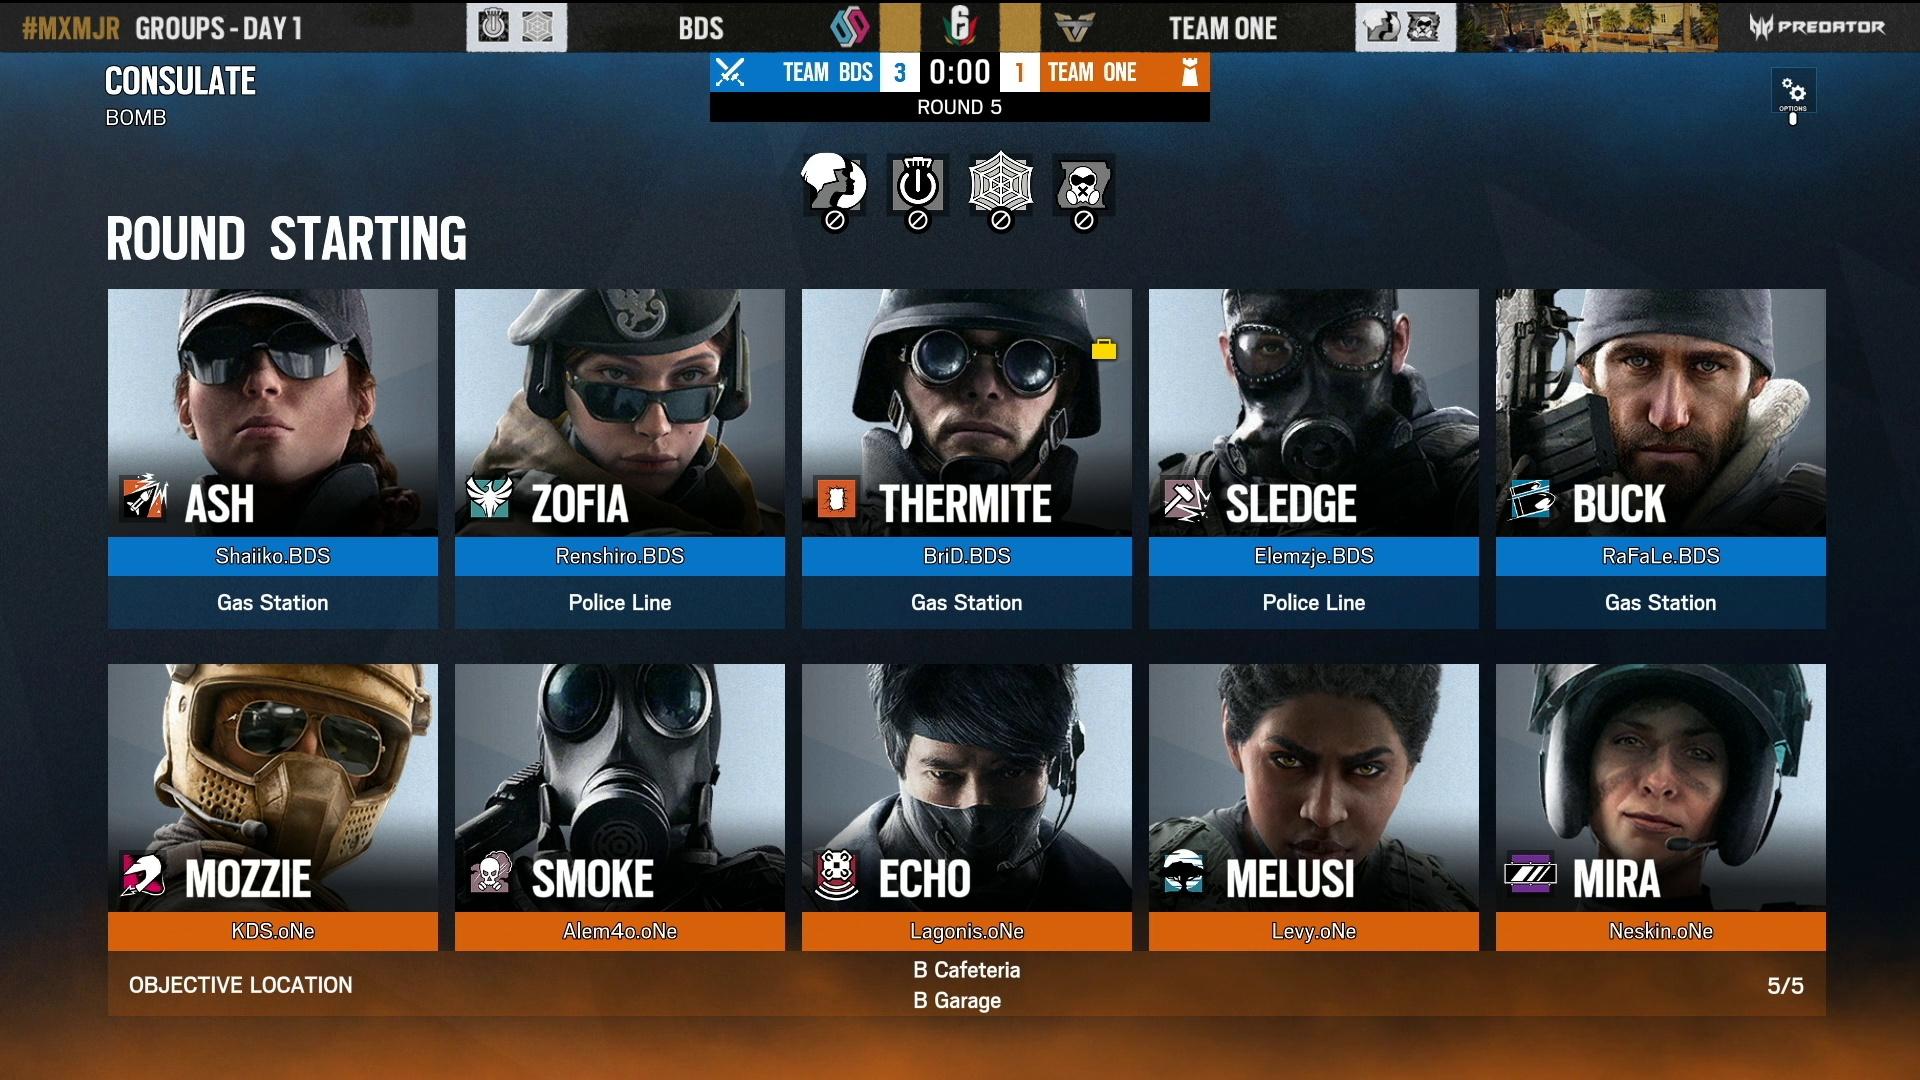 #MXMJR GROUPS - DAY 1
BDS
TEAM ONE
PREDATOR
CONSULATE
BOMB
TEAM BDS 3 0:00 1 TEAM ONE
ROUND 5
OPTIONS
ROUND STARTING
ASH
ZOFIA
THERMITE
SLEDGE
BUCK
Shaiiko.BDS
Renshiro.BDS
BriD.BDS
Elemzje.BDS
RaFaLe.BDS
Gas Station
Police Line
Gas Station
Police Line
Gas Station
MOZZIE
SMOKE
ECHO
MELUSI
MIRA
KDS.oNe
Alem4o.oNe
Lagonis.oNe
Levy.oNe
Neskin.oNe
OBJECTIVE LOCATION
B Cafeteria
B Garage
5/5